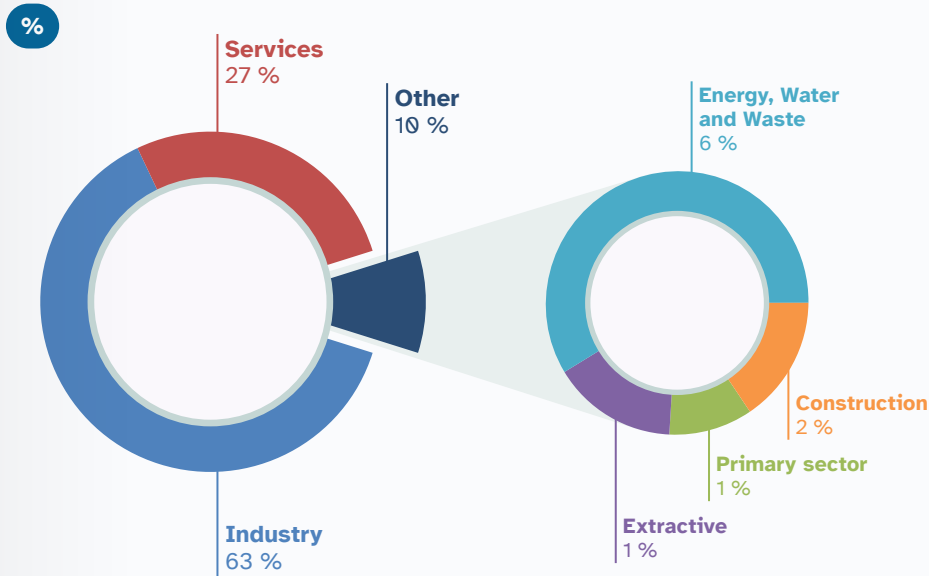 %
Services
27 %
Other
10 %
Energy, Water
and Waste
6 %
Construction
2 %
Primary sector
1 %
Extractive
1 %
Industry
63 %